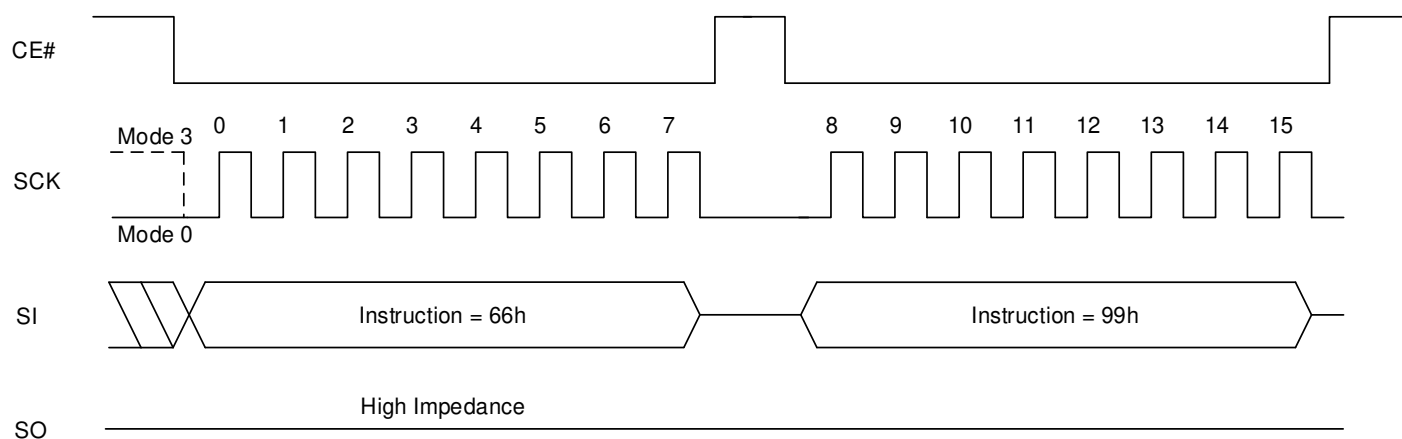 CE#
Mode 3
0 1 2 3 4 5 6 7 8 9 10 11 12 13 14 15
SCK
Mode 0
SI
Instruction = 66h
Instruction = 99h
High Impedance
SO